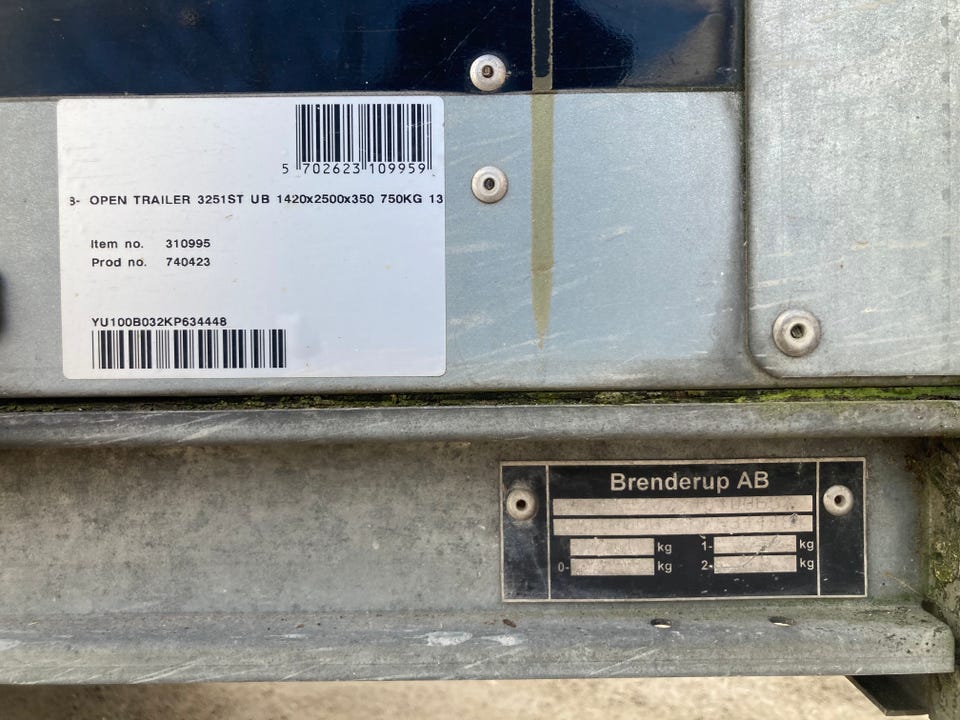 5 702623 109959
B- OPEN TRAILER 3251ST UB 1420x2500x350 750KG 13
Item no. 310995
Prod no. 740423
YU100B032KP634448
Brenderup AB
kg 1- kg
0- kg 2- kg